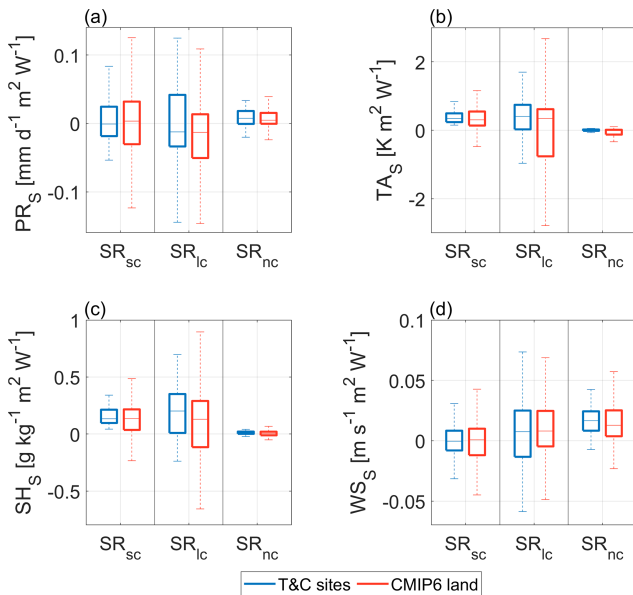 (a)
(b)
PR_S [mm d^-1 m^2 W^-1]
0.1
0
-0.1
SR_sc SR_lc SR_nc
TA_S [K m^2 W^-1]
2
0
-2
SR_sc SR_lc SR_nc
(c)
(d)
SH_S [g kg^-1 m^2 W^-1]
1
0.5
0
-0.5
SR_sc SR_lc SR_nc
WS_S [m s^-1 m^2 W^-1]
0.1
0.05
0
-0.05
SR_sc SR_lc SR_nc
T&C sites CMIP6 land